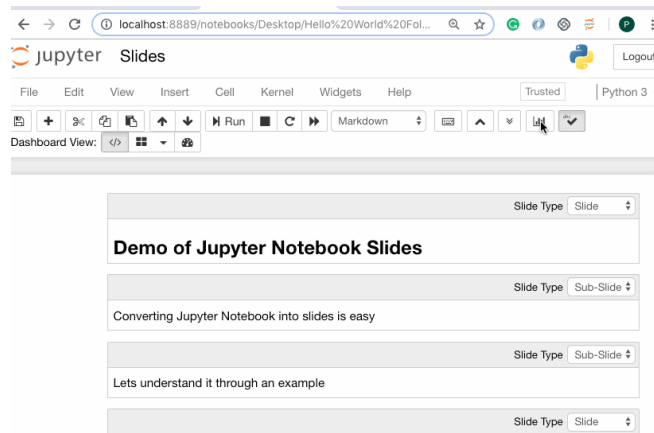 localhost:8889/notebooks/Desktop/Hello%20World%20Fol...
P
jupyter Slides
Logout
File Edit View Insert Cell Kernel Widgets Help Trusted Python 3
Run Markdown
Dashboard View: </>
Slide Type Slide
Demo of Jupyter Notebook Slides
Slide Type Sub-Slide
Converting Jupyter Notebook into slides is easy
Slide Type Sub-Slide
Lets understand it through an example
Slide Type Slide